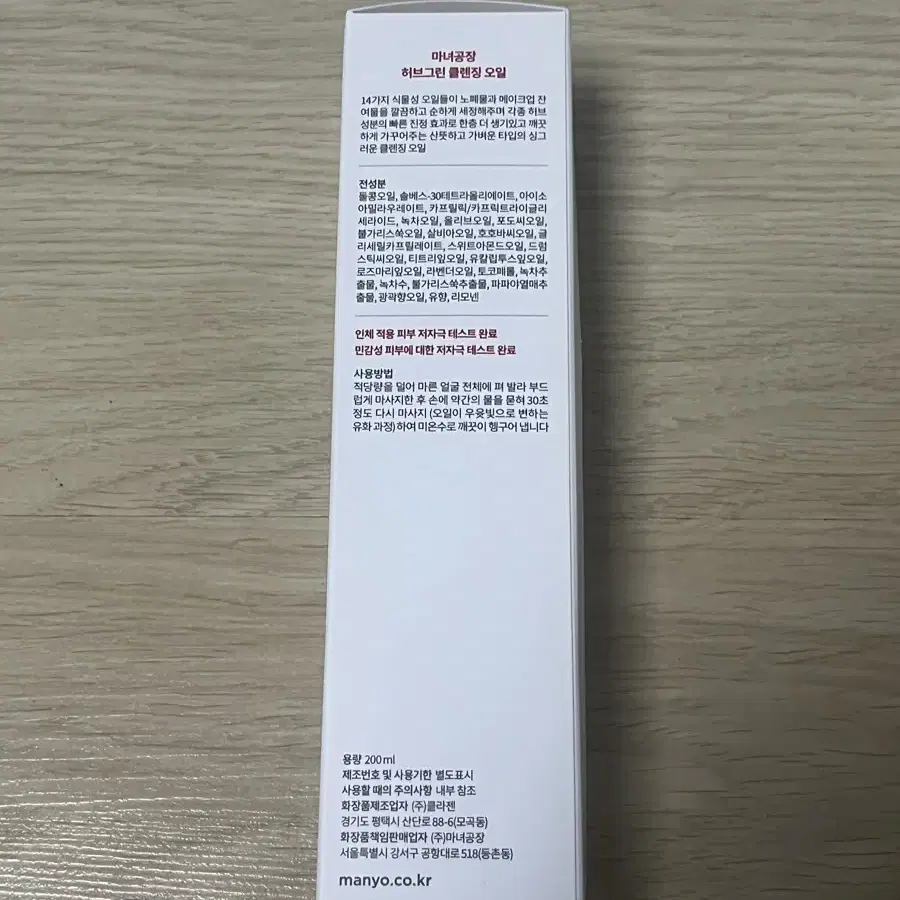 마녀공장
허브그린 클렌징 오일
14가지 식물성 오일들이 노폐물과 메이크업 잔
여물을 깔끔하고 순하게 세정해주며 각종 허브
성분의 빠른 진정 효과로 한층 더 생기있고 깨끗
하게 가꾸어주는 산뜻하고 가벼운 타입의 싱그
러운 클렌징 오일
전성분
돌콩오일, 솔베스-30테트라올리에이트, 아이소
아밀라우레이트, 카프릴릭/카프릭트라이글리
세라이드, 녹차오일, 올리브오일, 포도씨오일,
불가리스쑥오일, 살비아오일, 호호바씨오일, 글
리세릴카프릴레이트, 스위트아몬드오일, 드럼
스틱씨오일, 티트리잎오일, 유칼립투스잎오일,
로즈마리잎오일, 라벤더오일, 토코페롤, 녹차추
출물, 녹차수, 불가리스쑥추출물, 파파야열매추
출물, 광곽향오일, 유향, 리모넨
인체 적용 피부 저자극 테스트 완료
민감성 피부에 대한 저자극 테스트 완료
사용방법
적당량을 덜어 마른 얼굴 전체에 펴 발라 부드
럽게 마사지한 후 손에 약간의 물을 묻혀 30초
정도 다시 마사지 (오일이 우윳빛으로 변하는
유화 과정) 하여 미온수로 깨끗이 헹구어 냅니다
용량 200ml
제조번호 및 사용기한 별도표시
사용할 때의 주의사항 내부 참조
화장품제조업자 (주)클라젠
경기도 평택시 산단로 88-6(모곡동)
화장품책임판매업자 (주)마녀공장
서울특별시 강서구 공항대로 518(등촌동)
manyo.co.kr